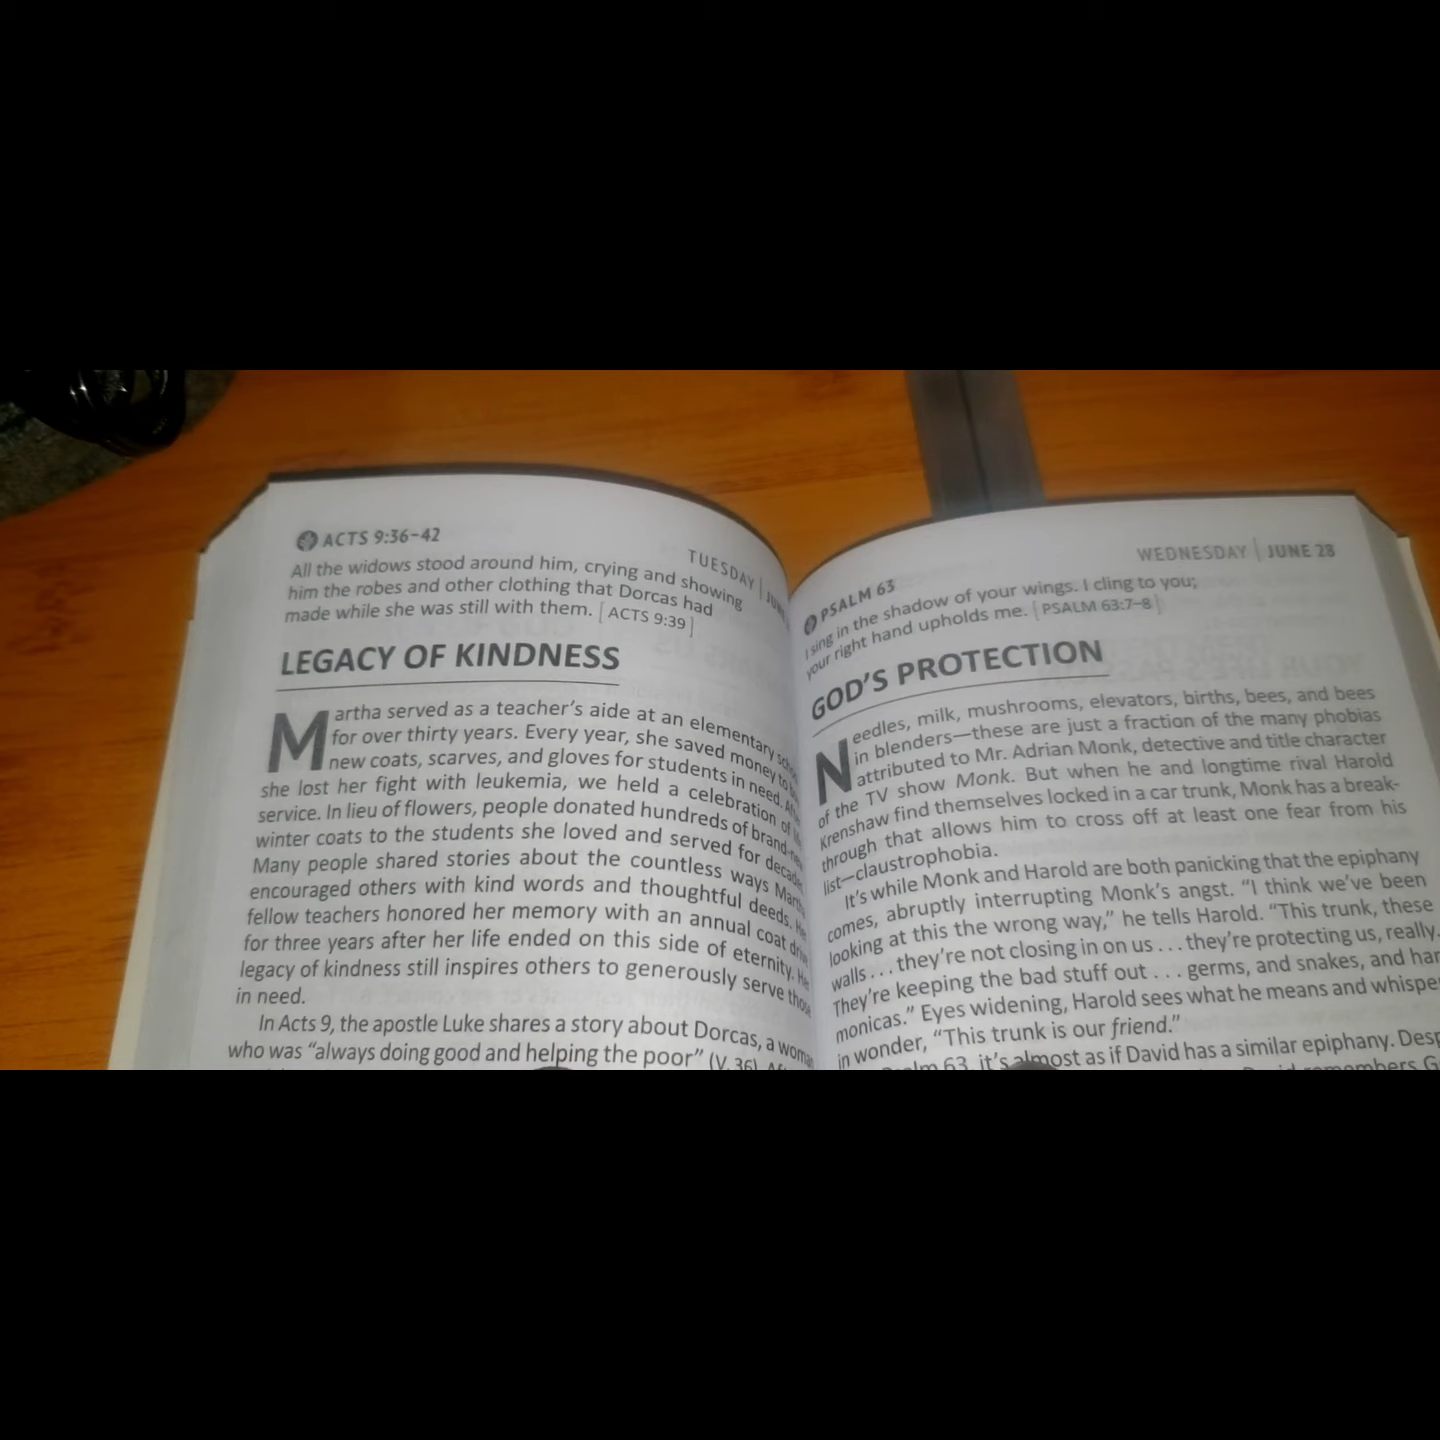 ACTS 9:36–42
TUESDAY |
All the widows stood around him, crying and showing
him the robes and other clothing that Dorcas had
made while she was still with them. [ACTS 9:39]
LEGACY OF KINDNESS
Martha served as a teacher's aide at an elementary
for over thirty years. Every year, she saved money to
new coats, scarves, and gloves for students in need.
she lost her fight with leukemia, we held a celebration of
service. In lieu of flowers, people donated hundreds of brand-new
winter coats to the students she loved and served for decades.
Many people shared stories about the countless ways Martha
encouraged others with kind words and thoughtful deeds. Her
fellow teachers honored her memory with an annual coat drive
for three years after her life ended on this side of eternity. Her
legacy of kindness still inspires others to generously serve those
in need.
In Acts 9, the apostle Luke shares a story about Dorcas, a woman
who was “always doing good and helping the poor” (V. 36).
WEDNESDAY | JUNE 28
PSALM 63
I sing in the shadow of your wings. I cling to you;
your right hand upholds me. [PSALM 63:7–8]
GOD'S PROTECTION
Needles, milk, mushrooms, elevators, births, bees, and bees
in blenders—these are just a fraction of the many phobias
attributed to Mr. Adrian Monk, detective and title character
of the TV show Monk. But when he and longtime rival Harold
Krenshaw find themselves locked in a car trunk, Monk has a break-
through that allows him to cross off at least one fear from his
list—claustrophobia.
It's while Monk and Harold are both panicking that the epiphany
comes, abruptly interrupting Monk's angst. “I think we've been
looking at this the wrong way,” he tells Harold. “This trunk, these
walls . . . they're not closing in on us . . . they're protecting us, really.
They're keeping the bad stuff out . . . germs, and snakes, and har
monicas.” Eyes widening, Harold sees what he means and whispe
in wonder, “This trunk is our friend.”
63, it's almost as if David has a similar epiphany. Desp
David remembers G